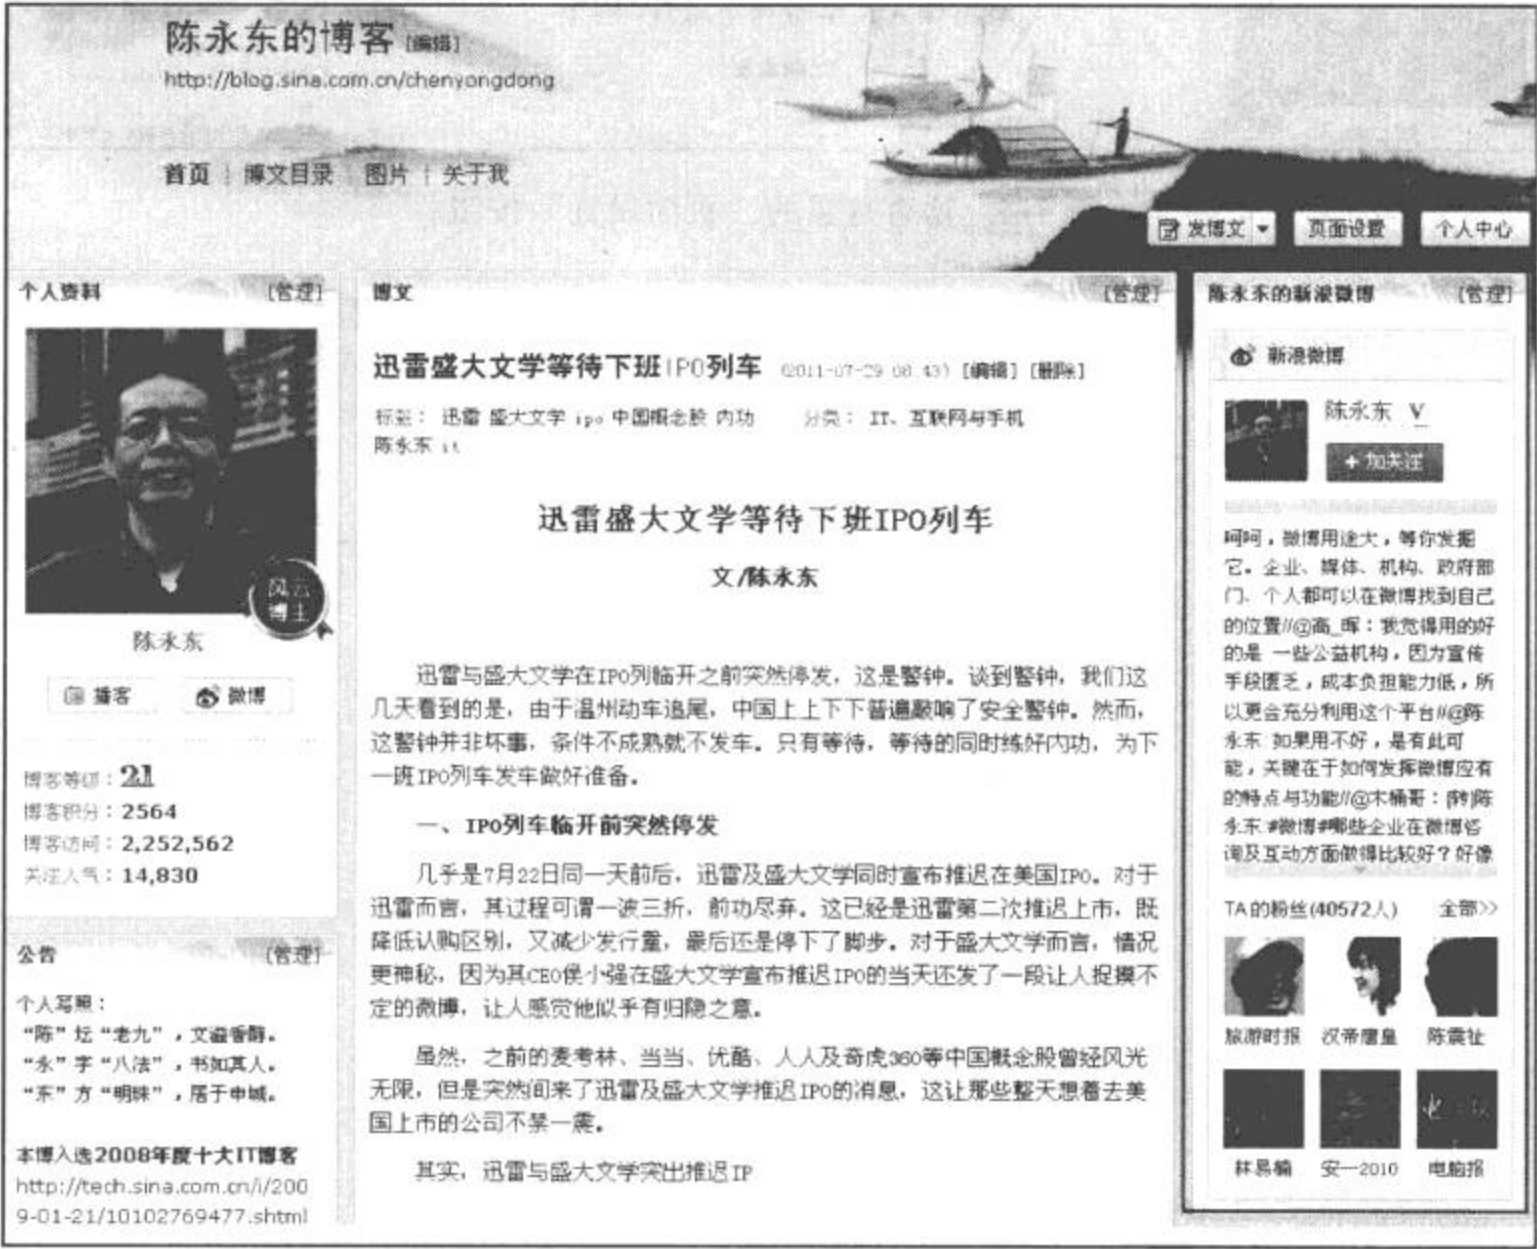 陈永东的博客 [编辑]
http://blog.sina.com.cn/chenyongdong
首页 | 博文目录 | 图片 | 关于我
发博文 页面设置 个人中心
个人资料 [管理]
风云
博主
陈永东
播客 微博
博客等级：21
博客积分：2564
博客访问：2,252,562
关注人气：14,830
公告 [管理]
个人写照：
“陈”坛“老九”，文溢香醇。
“永”字“八法”，书如其人。
“东”方“明珠”，居于申城。
本博入选2008年度十大IT博客
http://tech.sina.com.cn/i/200
9-01-21/10102769477.shtml
博文 [管理]
迅雷盛大文学等待下班IPO列车 (2011-07-29 08:43) [编辑] [删除]
标签： 迅雷 盛大文学 ipo 中国概念股 内功 分类： IT、互联网与手机
陈永东 it
迅雷盛大文学等待下班IPO列车
文/陈永东
迅雷与盛大文学在IPO列临开之前突然停发，这是警钟。谈到警钟，我们这
几天看到的是，由于温州动车追尾，中国上上下下普遍敲响了安全警钟。然而，
这警钟并非坏事，条件不成熟就不发车。只有等待，等待的同时练好内功，为下
一班IPO列车发车做好准备。
一、IPO列车临开前突然停发
几乎是7月22日同一天前后，迅雷及盛大文学同时宣布推迟在美国IPO。对于
迅雷而言，其过程可谓一波三折，前功尽弃。这已经是迅雷第二次推迟上市，既
降低认购区别，又减少发行量，最后还是停下了脚步。对于盛大文学而言，情况
更神秘，因为其CEO侯小强在盛大文学宣布推迟IPO的当天还发了一段让人捉摸不
定的微博，让人感觉他似乎有归隐之意。
虽然，之前的麦考林、当当、优酷、人人及奇虎360等中国概念股曾经风光
无限，但是突然间来了迅雷及盛大文学推迟IPO的消息，这让那些整天想着去美
国上市的公司不禁一震。
其实，迅雷与盛大文学突出推迟IP
陈永东的新浪微博 [管理]
新浪微博
陈永东 V
+加关注
呵呵，微博用途大，等你发掘
它。企业、媒体、机构、政府部
门、个人都可以在微博找到自己
的位置//@高_晖：我觉得用的好
的是 一些公益机构，因为宣传
手段匮乏，成本负担能力低，所
以更会充分利用这个平台//@陈
永东:如果用不好，是有此可
能，关键在于如何发挥微博应有
的特点与功能//@木桶哥：[转]陈
永东:#微博#哪些企业在微博咨
询及互动方面做得比较好？好像
TA的粉丝(40572人) 全部>>
旅游时报 汉帝唐皇 陈震祉
林易楠 安一2010 电脑报